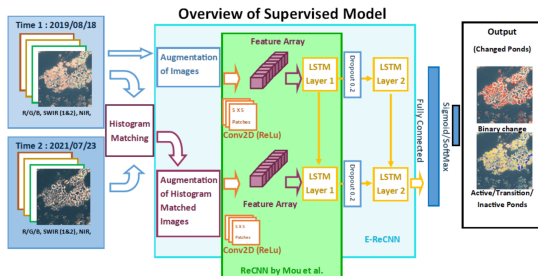 Overview of Supervised Model
Time 1 : 2019/08/18
R/G/B, SWIR (1&2), NIR,
Time 2 : 2021/07/23
R/G/B, SWIR (1&2), NIR,
Histogram
Matching
Augmentation
of Images
Augmentation
of Histogram
Matched
Images
Feature Array
5 X 5
Patches
Conv2D (ReLu)
Feature Array
5 X 5
Patches
Conv2D (ReLu)
LSTM
Layer 1
Dropout 0.2
LSTM
Layer 2
LSTM
Layer 1
Dropout 0.2
LSTM
Layer 2
ReCNN by Mou et al.
E-ReCNN
Fully Connected
Sigmoid/SoftMax
Output
(Changed Ponds)
Binary change
Active/Transition/
Inactive Ponds